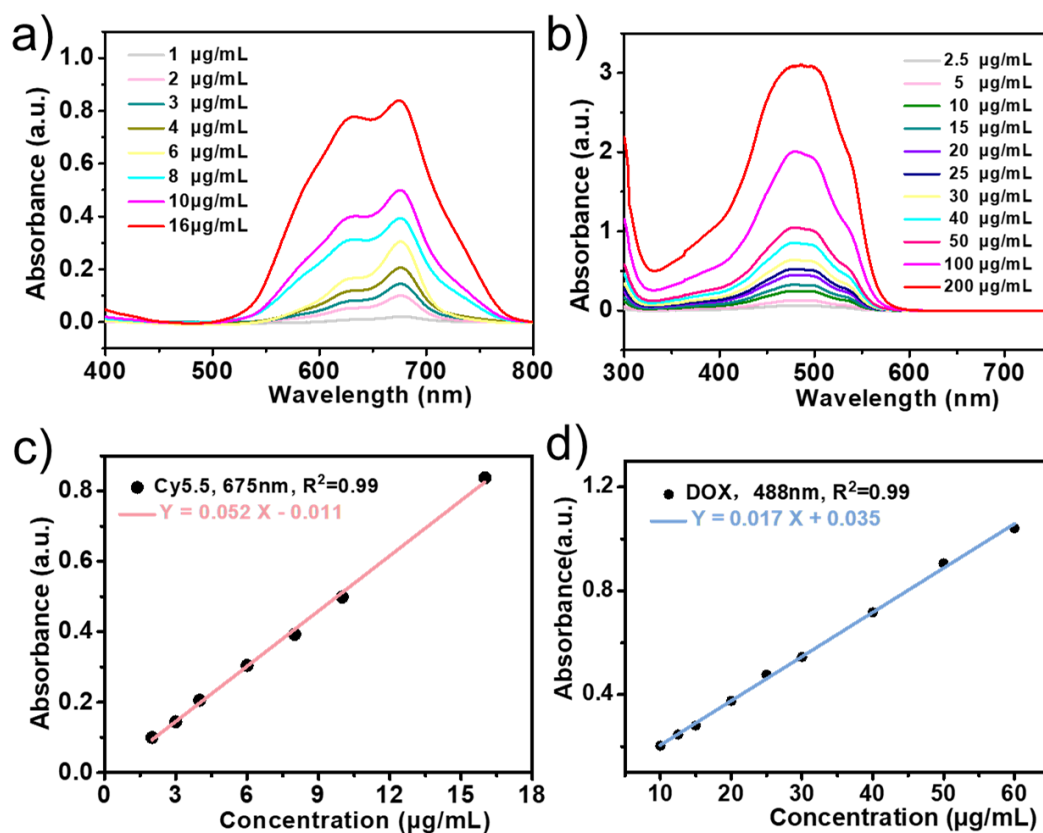 a)
1.0
0.8
0.6
0.4
0.2
0.0
Absorbance (a.u.)
1 μg/mL
2 μg/mL
3 μg/mL
4 μg/mL
6 μg/mL
8 μg/mL
10μg/mL
16μg/mL
400 500 600 700 800
Wavelength (nm)
b)
3
2
1
0
Absorbance (a.u.)
2.5 μg/mL
5 μg/mL
10 μg/mL
15 μg/mL
20 μg/mL
25 μg/mL
30 μg/mL
40 μg/mL
50 μg/mL
100 μg/mL
200 μg/mL
300 400 500 600 700
Wavelength (nm)
c)
0.8
0.6
0.4
0.2
0.0
Absorbance (a.u.)
Cy5.5, 675nm, R²=0.99
Y = 0.052 X - 0.011
3 6 9 12 15 18
Concentration (μg/mL)
d)
1.2
0.8
0.4
Absorbance(a.u.)
DOX, 488nm, R²=0.99
Y = 0.017 X + 0.035
10 20 30 40 50 60
Concentration (μg/mL)